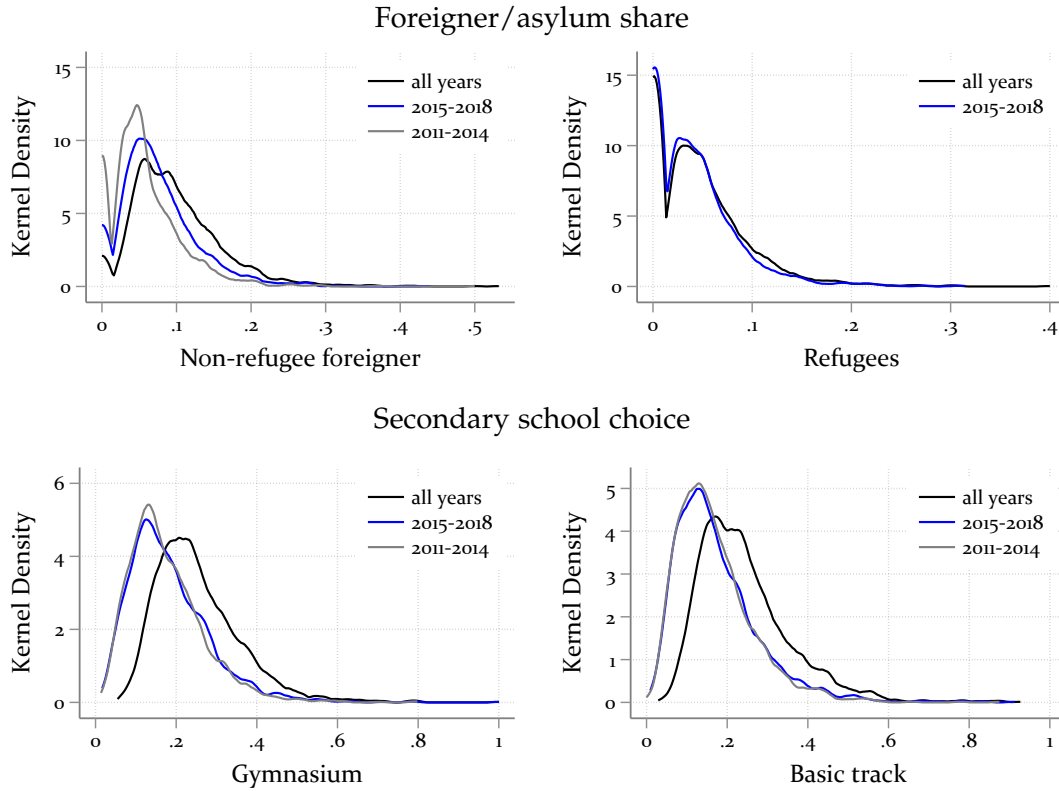 Foreigner/asylum share
Kernel Density
15
10
5
0
all years
2015-2018
2011-2014
0 .1 .2 .3 .4 .5
Non-refugee foreigner
Kernel Density
15
10
5
0
all years
2015-2018
0 .1 .2 .3 .4
Refugees
Secondary school choice
Kernel Density
6
4
2
0
all years
2015-2018
2011-2014
0 .2 .4 .6 .8 1
Gymnasium
Kernel Density
5
4
3
2
1
0
all years
2015-2018
2011-2014
0 .2 .4 .6 .8 1
Basic track